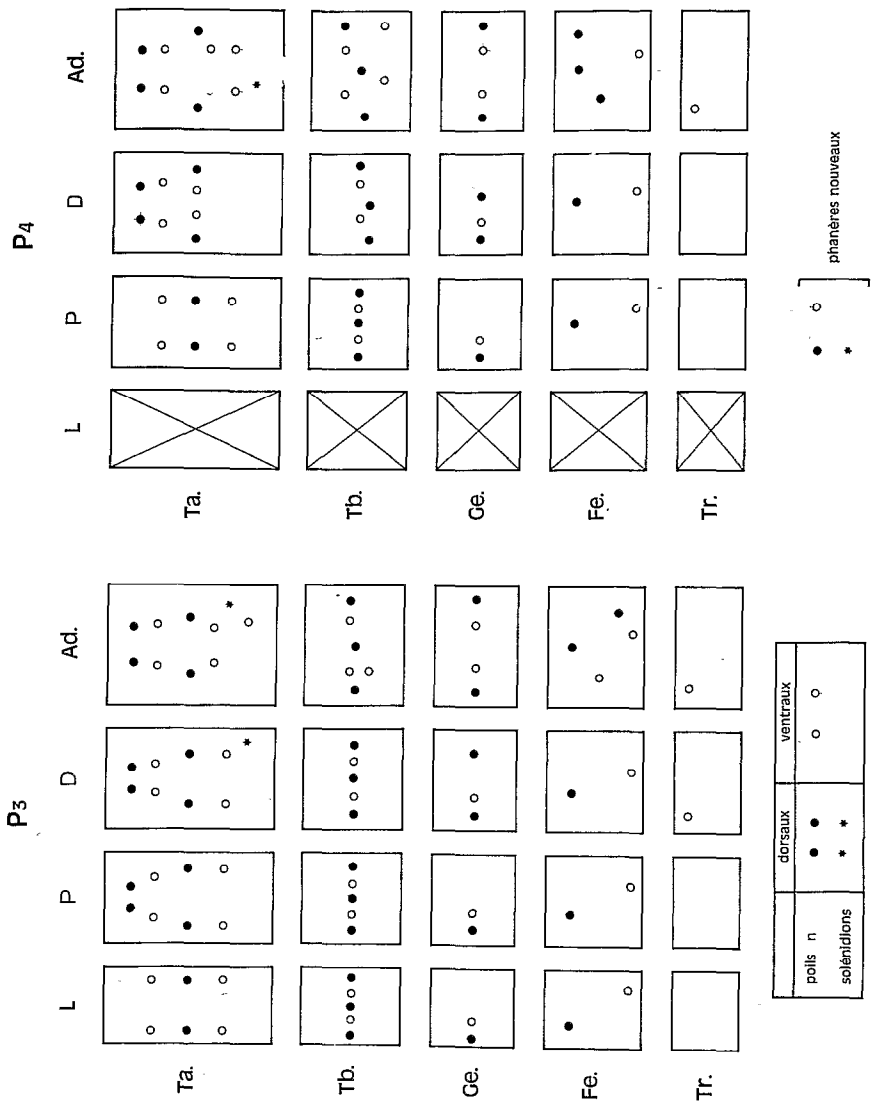 P3
L P D Ad.
Ta.
Tb.
Ge.
Fe.
Tr.
P4
L P D Ad.
Ta.
Tb.
Ge.
Fe.
Tr.
dorsaux ventraux
poils n
solénidions
phanères nouveaux